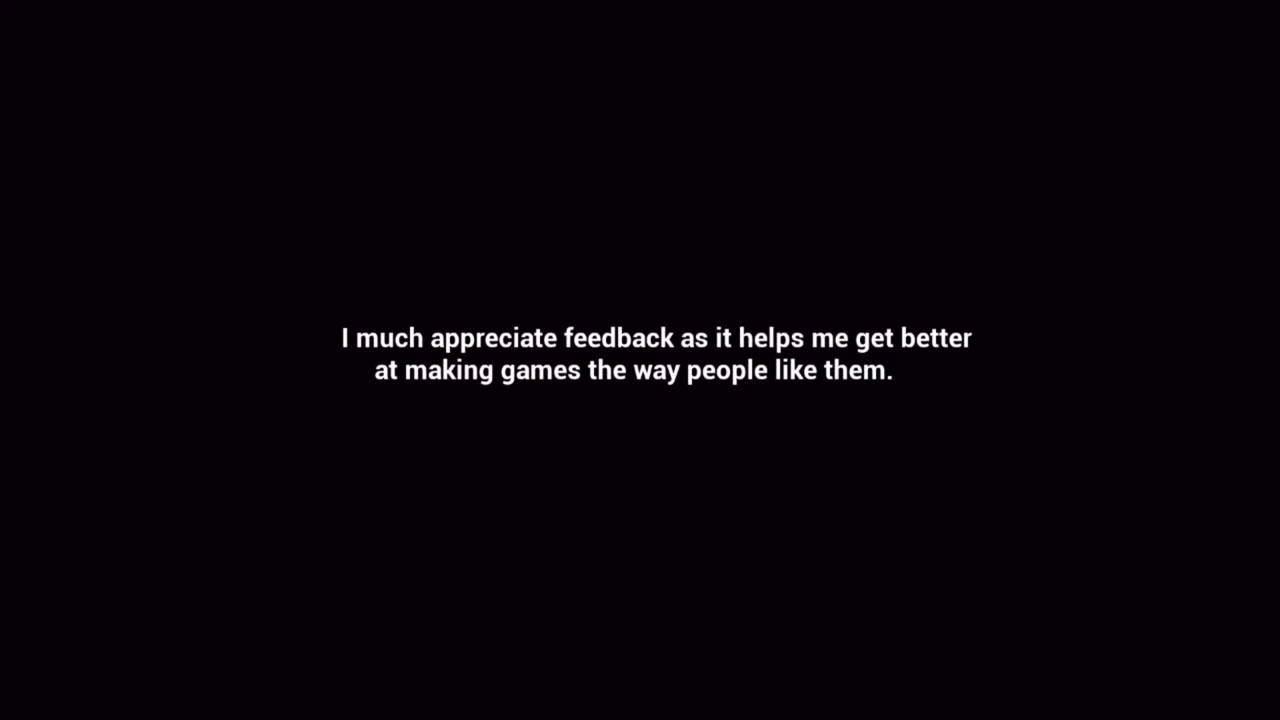 I much appreciate feedback as it helps me get better
at making games the way people like them.